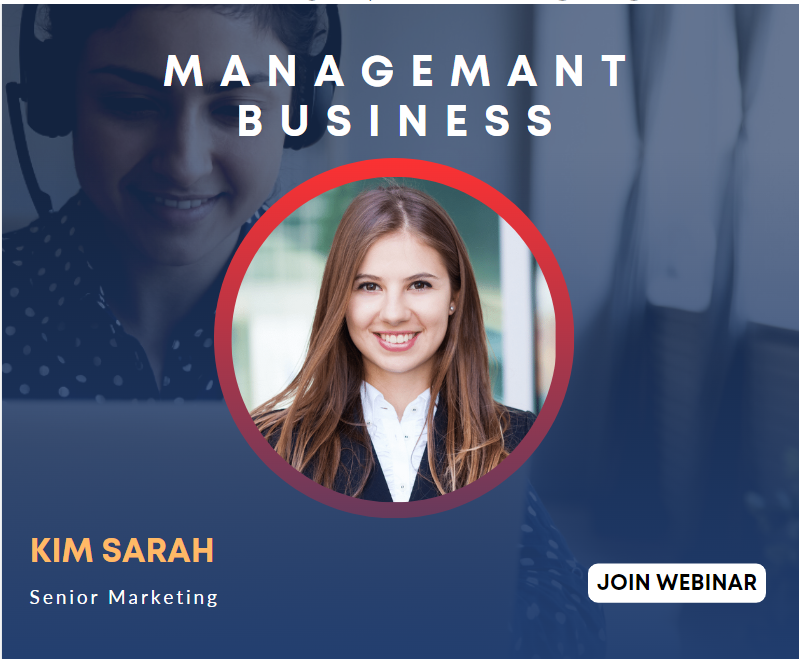 MANAGEMANT
BUSINESS
KIM SARAH
Senior Marketing
JOIN WEBINAR